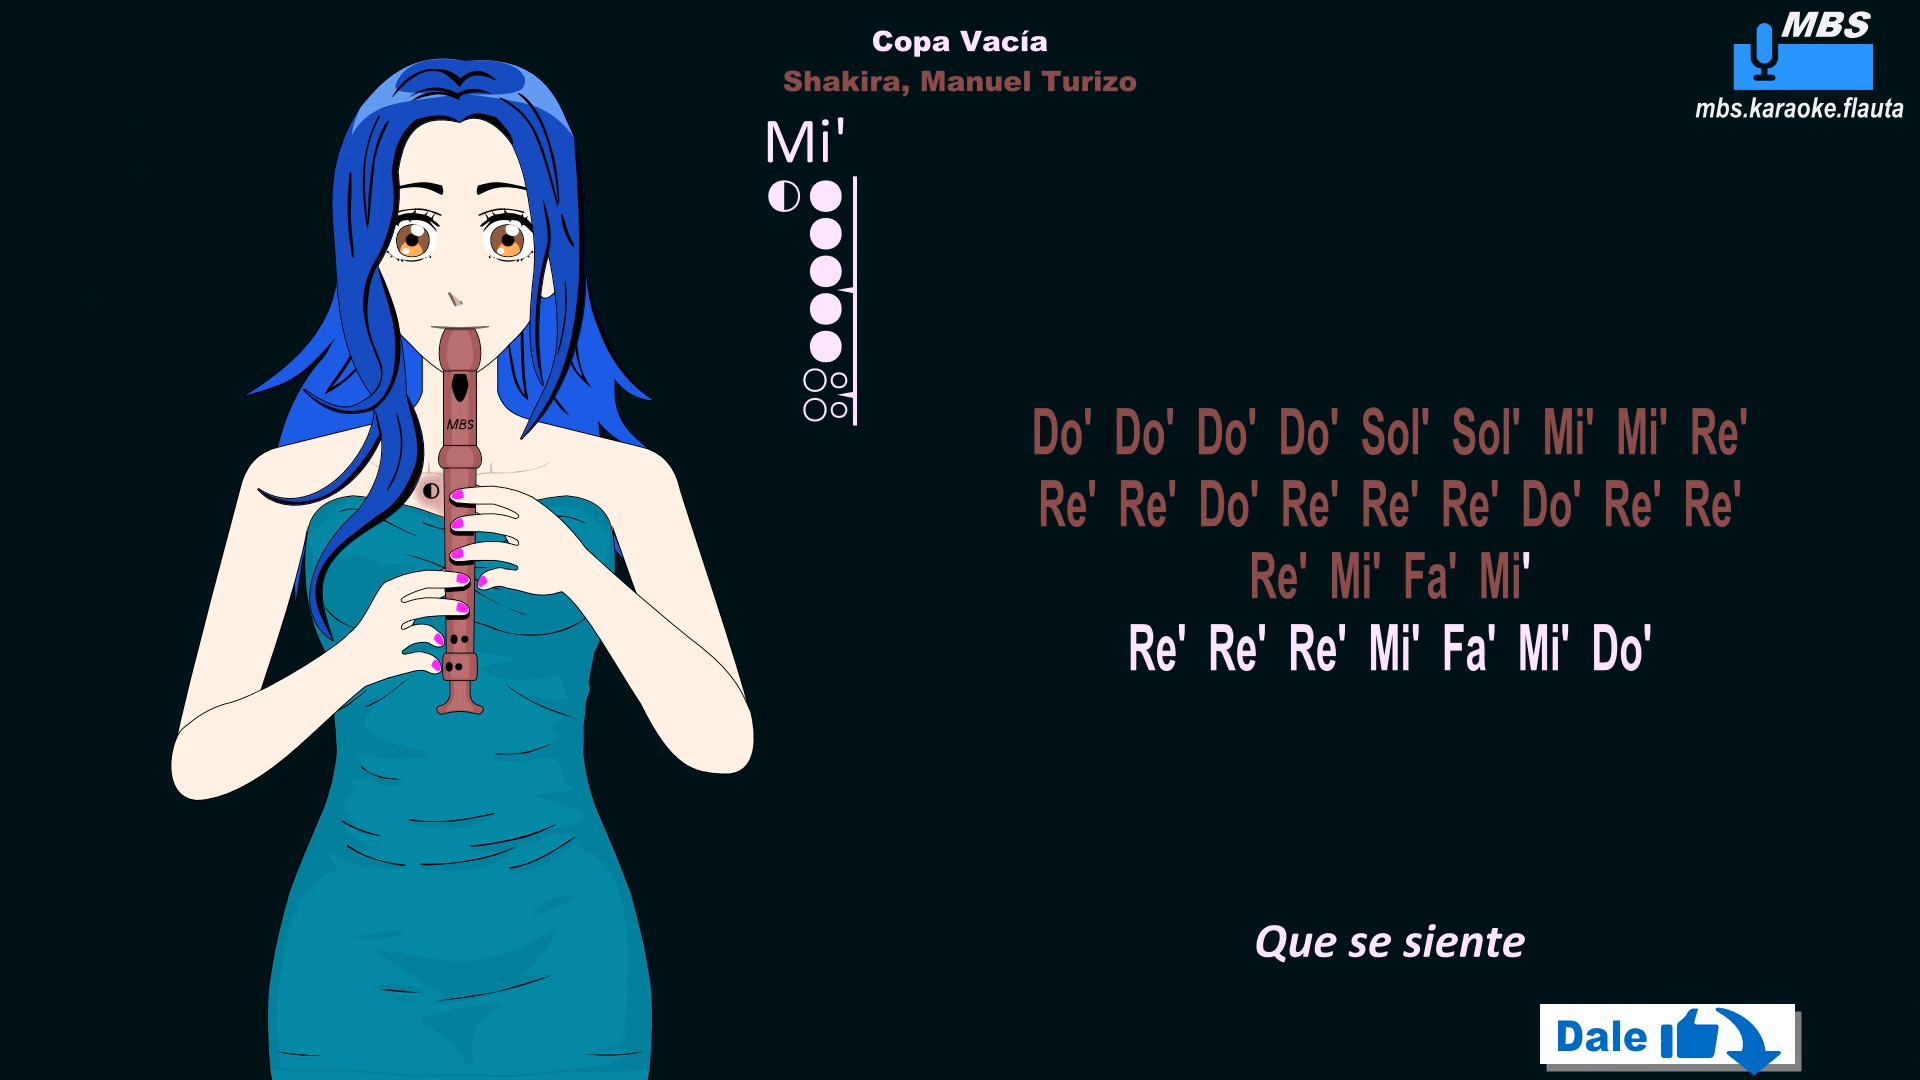 Copa Vacía
Shakira, Manuel Turizo
MBS
mbs.karaoke.flauta
Mi'
MBS
Do' Do' Do' Do' Sol' Sol' Mi' Mi' Re'
Re' Re' Do' Re' Re' Re' Do' Re' Re'
Re' Mi' Fa' Mi'
Re' Re' Re' Mi' Fa' Mi' Do'
Que se siente
Dale